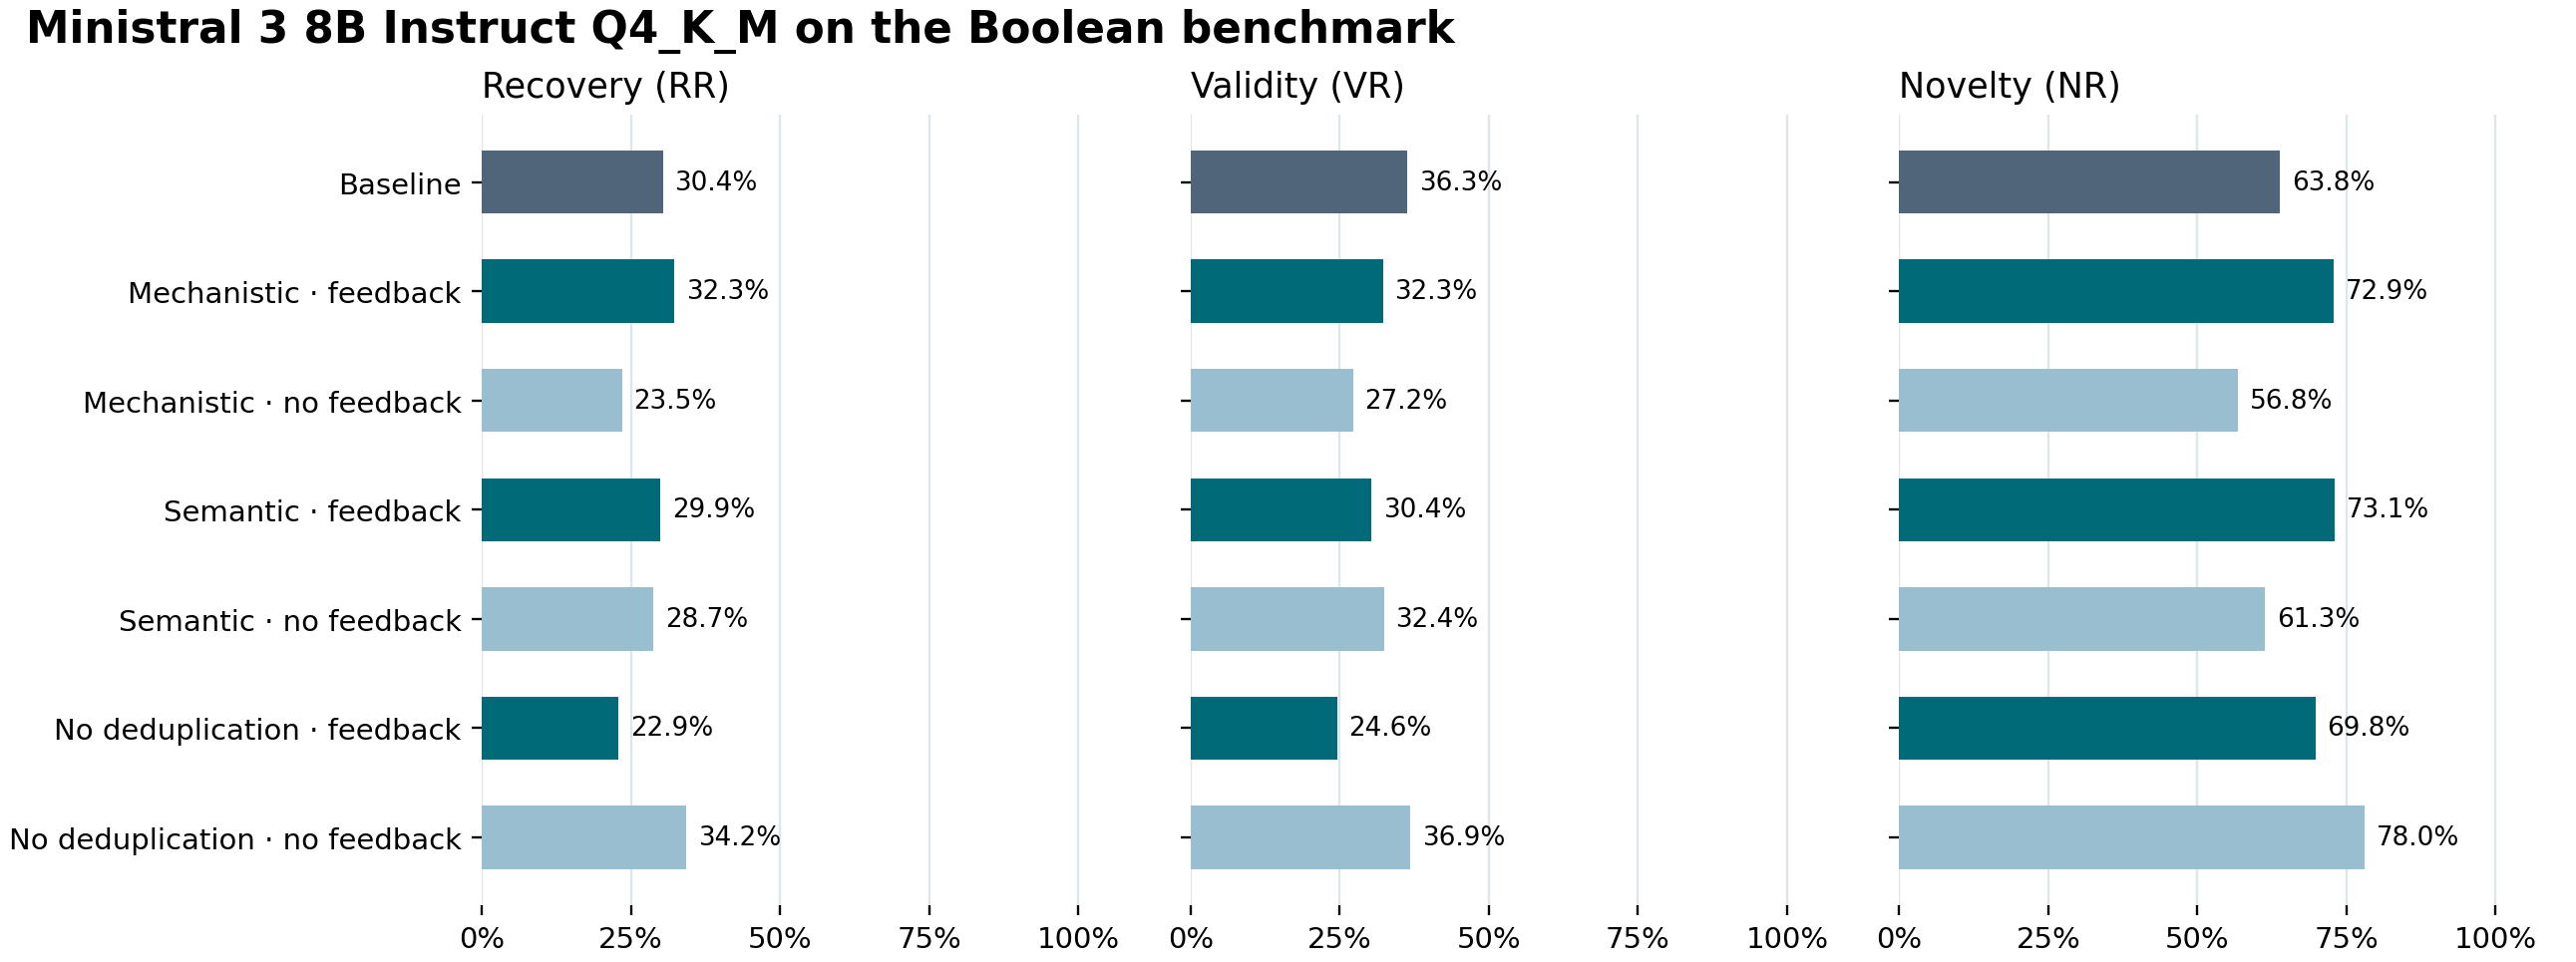 Ministral 3 8B Instruct Q4_K_M on the Boolean benchmark
Recovery (RR)
Validity (VR)
Novelty (NR)
Baseline
30.4%
36.3%
63.8%
Mechanistic · feedback
32.3%
32.3%
72.9%
Mechanistic · no feedback
23.5%
27.2%
56.8%
Semantic · feedback
29.9%
30.4%
73.1%
Semantic · no feedback
28.7%
32.4%
61.3%
No deduplication · feedback
22.9%
24.6%
69.8%
No deduplication · no feedback
34.2%
36.9%
78.0%
0% 25% 50% 75% 100%
0% 25% 50% 75% 100%
0% 25% 50% 75% 100%